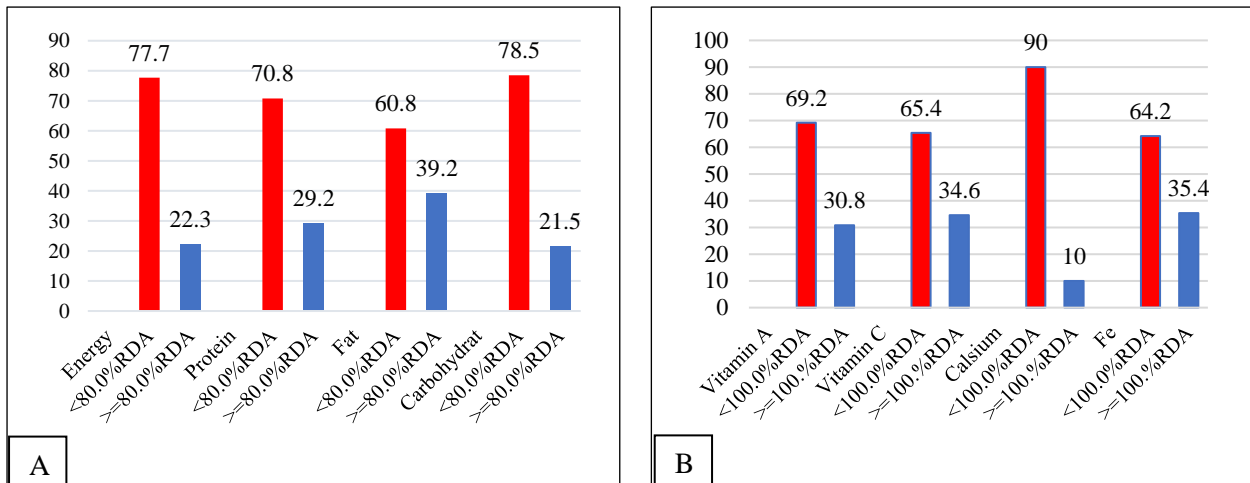 90
80
70
60
50
40
30
20
10
0
77.7
22.3
70.8
29.2
60.8
39.2
78.5
21.5
Energy
<80.0%RDA
>=80.0%RDA
Protein
<80.0%RDA
>=80.0%RDA
Fat
<80.0%RDA
>=80.0%RDA
Carbohydrat
<80.0%RDA
>=80.0%RDA
A
100
90
80
70
60
50
40
30
20
10
0
69.2
30.8
65.4
34.6
90
10
64.2
35.4
Vitamin A
<100.0%RDA
>=100.%RDA
Vitamin C
<100.0%RDA
>=100.%RDA
Calsium
<100.0%RDA
>=100.%RDA
Fe
<100.0%RDA
>=100.%RDA
B